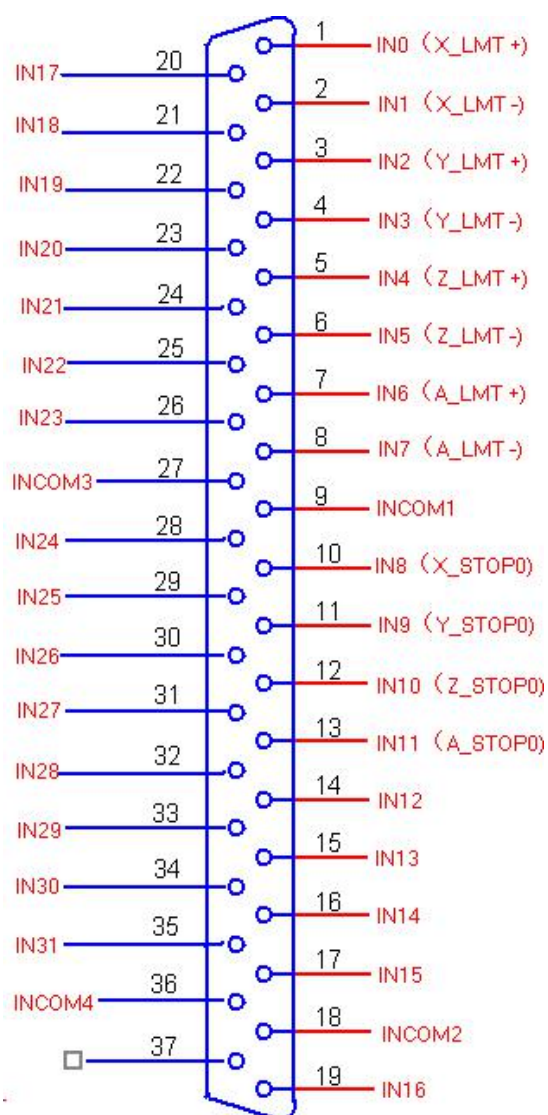 1 IN0 (X_LMT+)
20 IN17
2 IN1 (X_LMT-)
21 IN18
3 IN2 (Y_LMT+)
22 IN19
4 IN3 (Y_LMT-)
23 IN20
5 IN4 (Z_LMT+)
24 IN21
6 IN5 (Z_LMT-)
25 IN22
7 IN6 (A_LMT+)
26 IN23
8 IN7 (A_LMT-)
27 INCOM3
9 INCOM1
28 IN24
10 IN8 (X_STOP0)
29 IN25
11 IN9 (Y_STOP0)
30 IN26
12 IN10 (Z_STOP0)
31 IN27
13 IN11 (A_STOP0)
32 IN28
14 IN12
33 IN29
15 IN13
34 IN30
16 IN14
35 IN31
17 IN15
36 INCOM4
18 INCOM2
37
19 IN16